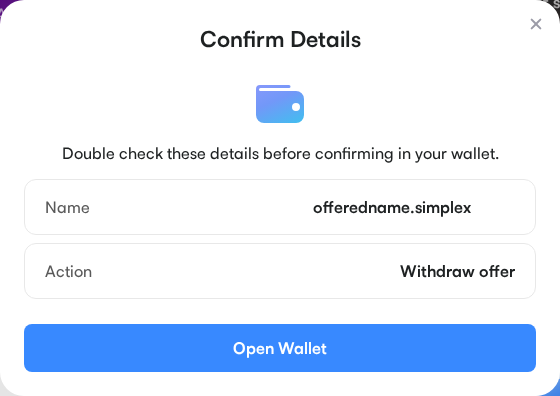 Confirm Details
Double check these details before confirming in your wallet.
Name offeredname.simplex
Action Withdraw offer
Open Wallet